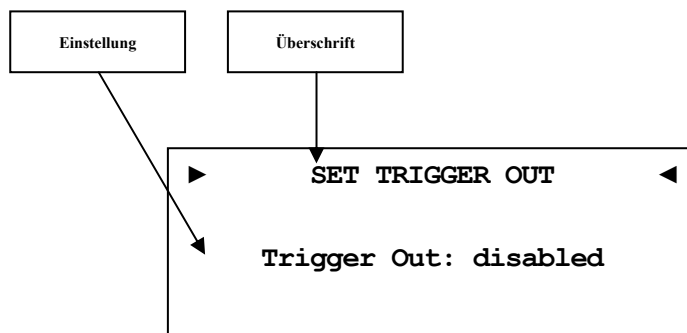 Einstellung
Überschrift
► SET TRIGGER OUT ◄
Trigger Out: disabled